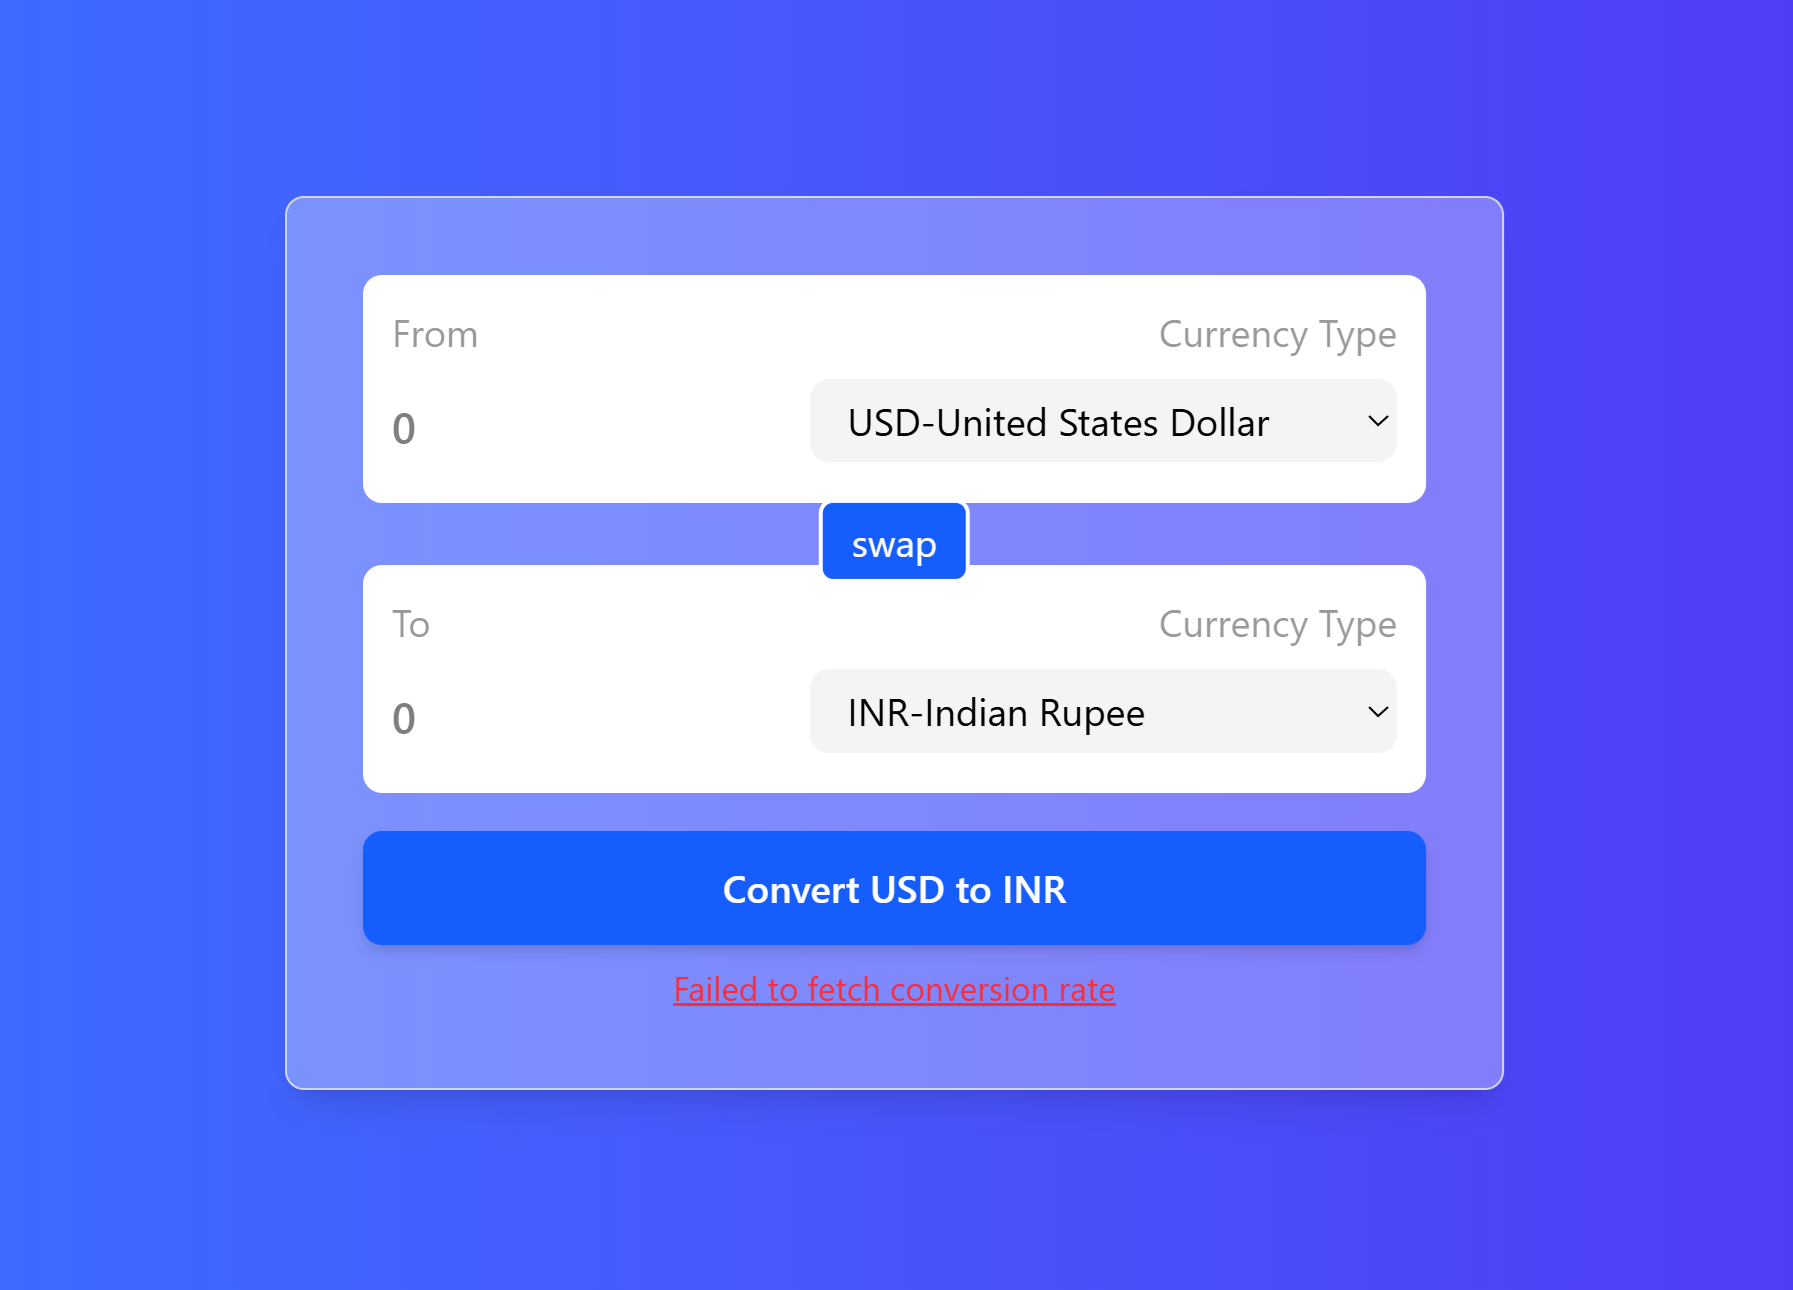 From
Currency Type
0
USD-United States Dollar
swap
To
Currency Type
0
INR-Indian Rupee
Convert USD to INR
Failed to fetch conversion rate